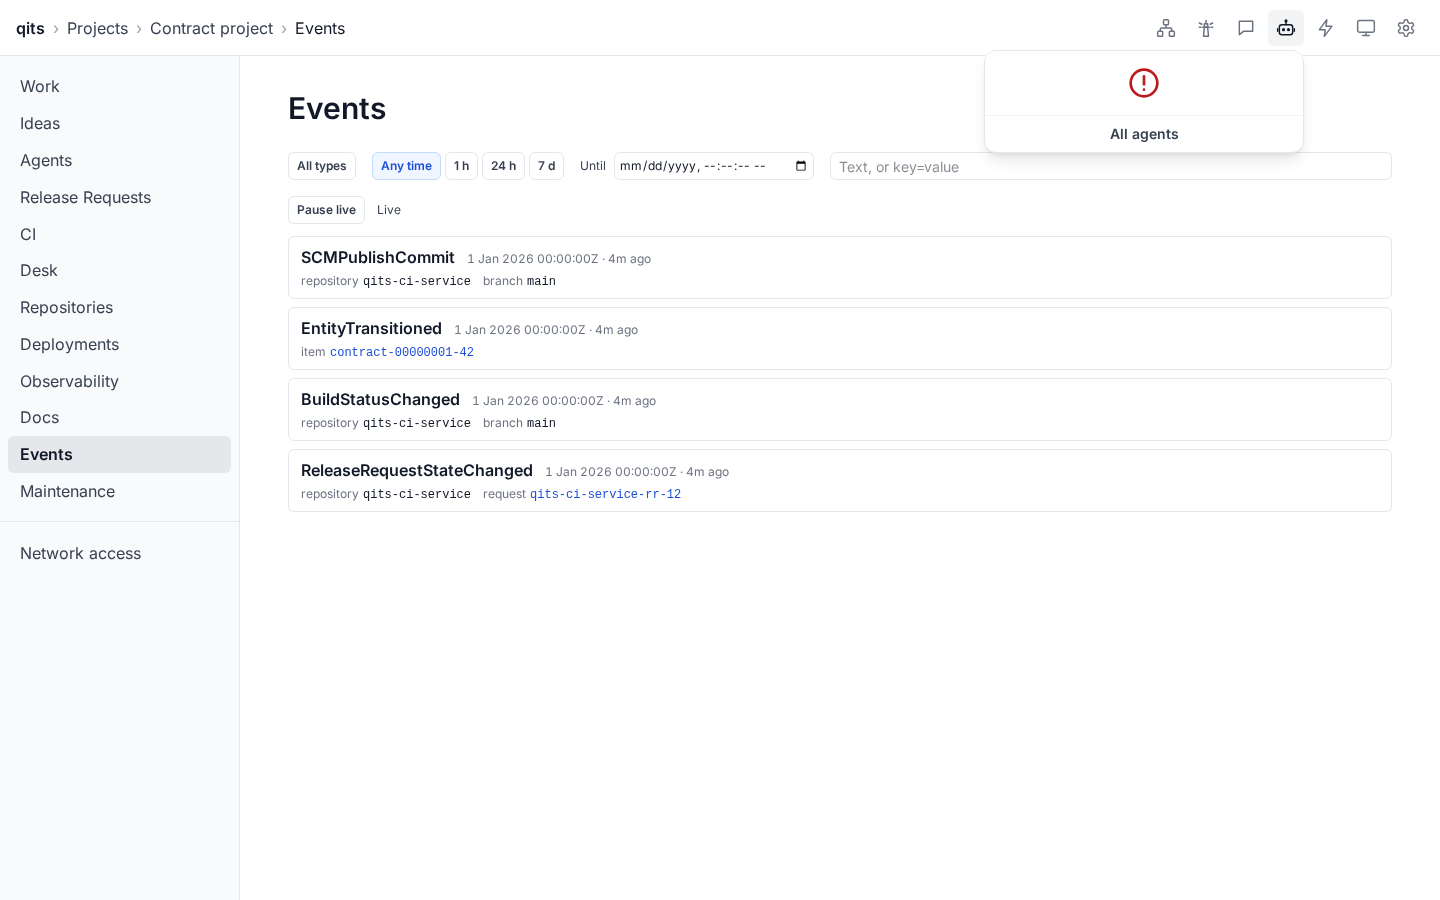 qits › Projects › Contract project › Events
All agents
Work
Ideas
Agents
Release Requests
CI
Desk
Repositories
Deployments
Observability
Docs
Events
Maintenance
Network access
Events
All types Any time 1 h 24 h 7 d Until mm/dd/yyyy, --:--:-- -- Text, or key=value
Pause live Live
SCMPublishCommit 1 Jan 2026 00:00:00Z · 4m ago
repository qits-ci-service branch main
EntityTransitioned 1 Jan 2026 00:00:00Z · 4m ago
item contract-00000001-42
BuildStatusChanged 1 Jan 2026 00:00:00Z · 4m ago
repository qits-ci-service branch main
ReleaseRequestStateChanged 1 Jan 2026 00:00:00Z · 4m ago
repository qits-ci-service request qits-ci-service-rr-12